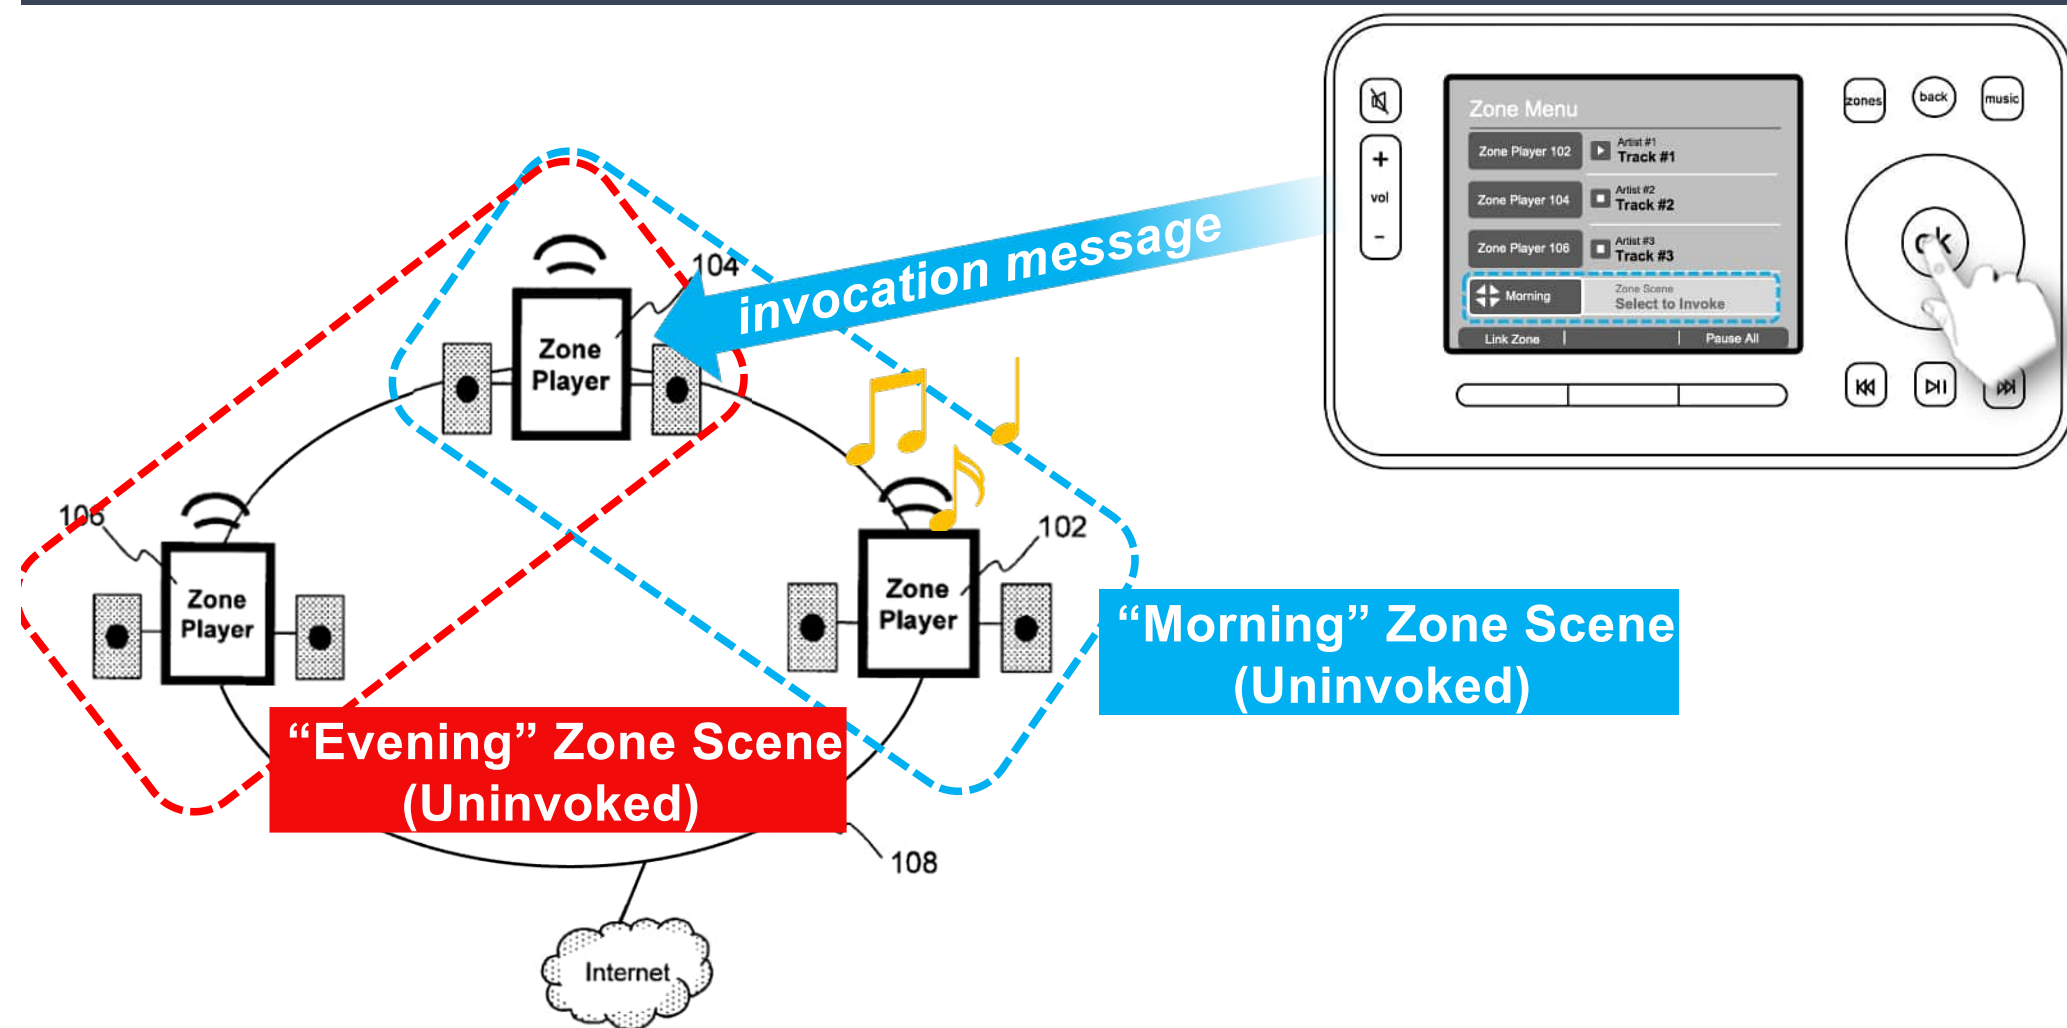 Zone Menu
Zone Player 102
Artist #1
Track #1
Zone Player 104
Artist #2
Track #2
Zone Player 106
Artist #3
Track #3
Morning
Zone Scene
Select to Invoke
Link Zone
Pause All
+
vol
-
zones
back
music
ok
invocation message
104
Zone
Player
106
Zone
Player
102
Zone
Player
“Morning” Zone Scene
(Uninvoked)
“Evening” Zone Scene
(Uninvoked)
108
Internet